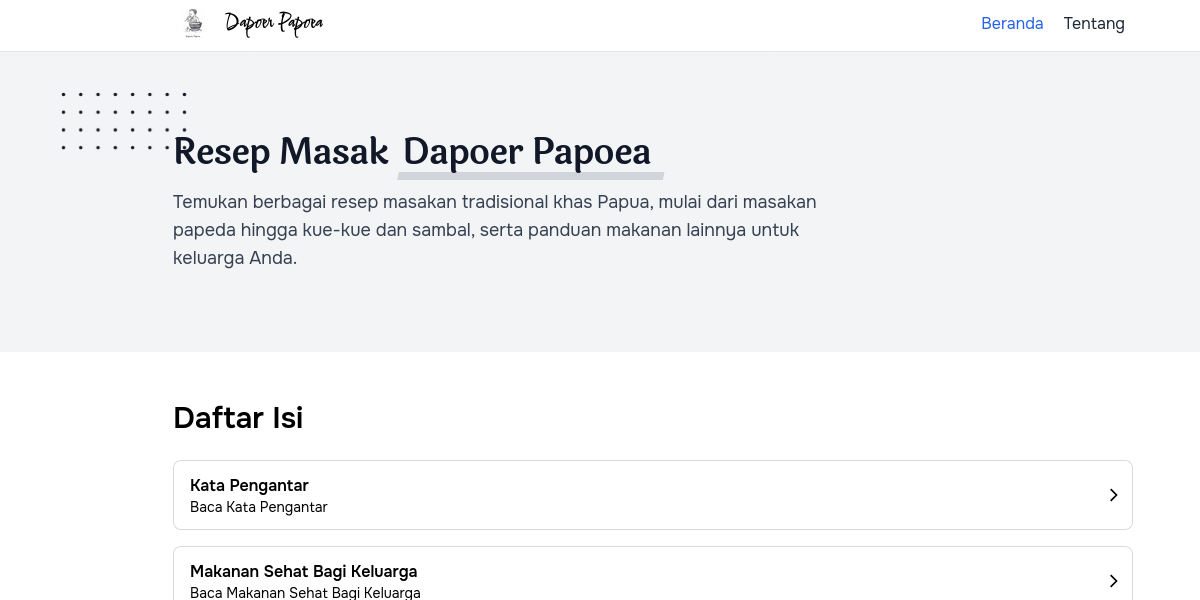 Dapoer Papoea
Beranda
Tentang
Resep Masak Dapoer Papoea
Temukan berbagai resep masakan tradisional khas Papua, mulai dari masakan
papeda hingga kue-kue dan sambal, serta panduan makanan lainnya untuk
keluarga Anda.
Daftar Isi
Kata Pengantar
Baca Kata Pengantar
Makanan Sehat Bagi Keluarga
Baca Makanan Sehat Bagi Keluarga